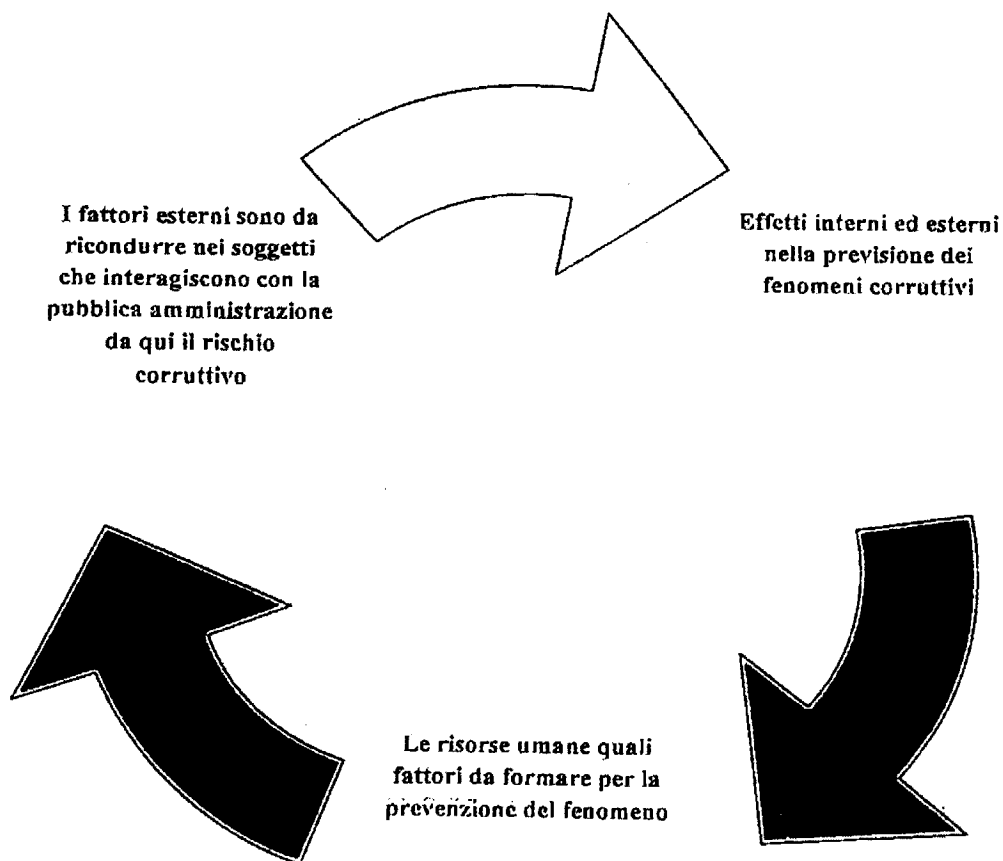 I fattori esterni sono da
ricondurre nei soggetti
che interagiscono con la
pubblica amministrazione
da qui il rischio
corruttivo
Effetti interni ed esterni
nella previsione dei
fenomeni corruttivi
Le risorse umane quali
fattori da formare per la
prevenzione del fenomeno